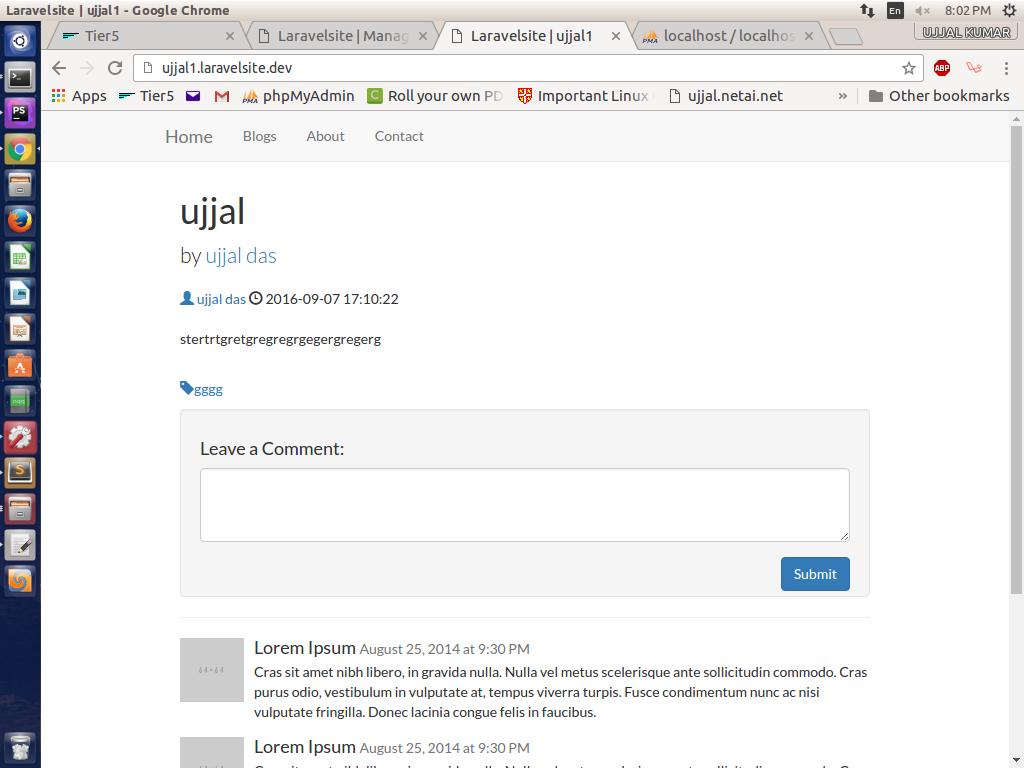 Laravelsite | ujjal1 - Google Chrome
En
8:02 PM
Tier5
Laravelsite | Manag
Laravelsite | ujjal1
localhost / localhos
UJJAL KUMAR
ujjal1.laravelsite.dev
ABP
Apps
Tier5
phpMyAdmin
Roll your own PD
Important Linux
ujjal.netai.net
»
Other bookmarks
Home
Blogs
About
Contact
ujjal
by ujjal das
ujjal das 2016-09-07 17:10:22
stertrtgretgregregrgegergregerg
gggg
Leave a Comment:
Submit
64×64
Lorem Ipsum August 25, 2014 at 9:30 PM
Cras sit amet nibh libero, in gravida nulla. Nulla vel metus scelerisque ante sollicitudin commodo. Cras
purus odio, vestibulum in vulputate at, tempus viverra turpis. Fusce condimentum nunc ac nisi
vulputate fringilla. Donec lacinia congue felis in faucibus.
Lorem Ipsum August 25, 2014 at 9:30 PM